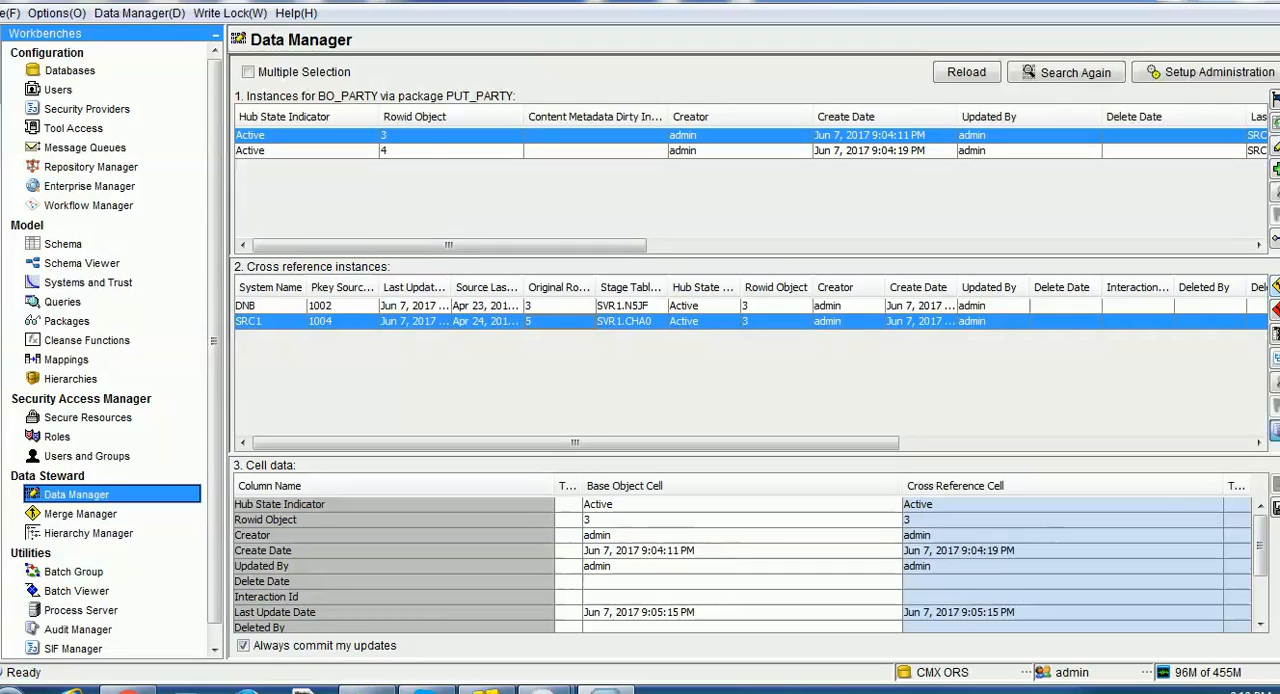 e(F) Options(O) Data Manager(D) Write Lock(W) Help(H)
Workbenches
Configuration
Databases
Users
Security Providers
Tool Access
Message Queues
Repository Manager
Enterprise Manager
Workflow Manager
Model
Schema
Schema Viewer
Systems and Trust
Queries
Packages
Cleanse Functions
Mappings
Hierarchies
Security Access Manager
Secure Resources
Roles
Users and Groups
Data Steward
Data Manager
Merge Manager
Hierarchy Manager
Utilities
Batch Group
Batch Viewer
Process Server
Audit Manager
SIF Manager
Data Manager
Multiple Selection Reload Search Again Setup Administration
1. Instances for BO_PARTY via package PUT_PARTY:
Hub State Indicator Rowid Object Content Metadata Dirty In... Creator Create Date Updated By Delete Date Las
Active 3 admin Jun 7, 2017 9:04:11 PM admin SRC
Active 4 admin Jun 7, 2017 9:04:19 PM admin SRC
2. Cross reference instances:
System Name Pkey Sourc... Last Updat... Source Las... Original Ro... Stage Tabl... Hub State ... Rowid Object Creator Create Date Updated By Delete Date Interaction... Deleted By Del
DNB 1002 Jun 7, 2017 ... Apr 23, 201... 3 SVR1.N5JF Active 3 admin Jun 7, 2017 ... admin
SRC1 1004 Jun 7, 2017 ... Apr 24, 201... 5 SVR1.CHA0 Active 3 admin Jun 7, 2017 ... admin
3. Cell data:
Column Name T... Base Object Cell Cross Reference Cell T...
Hub State Indicator Active Active
Rowid Object 3 3
Creator admin admin
Create Date Jun 7, 2017 9:04:11 PM Jun 7, 2017 9:04:19 PM
Updated By admin admin
Delete Date
Interaction Id
Last Update Date Jun 7, 2017 9:05:15 PM Jun 7, 2017 9:05:15 PM
Deleted By
Always commit my updates
Ready CMX ORS admin 96M of 455M